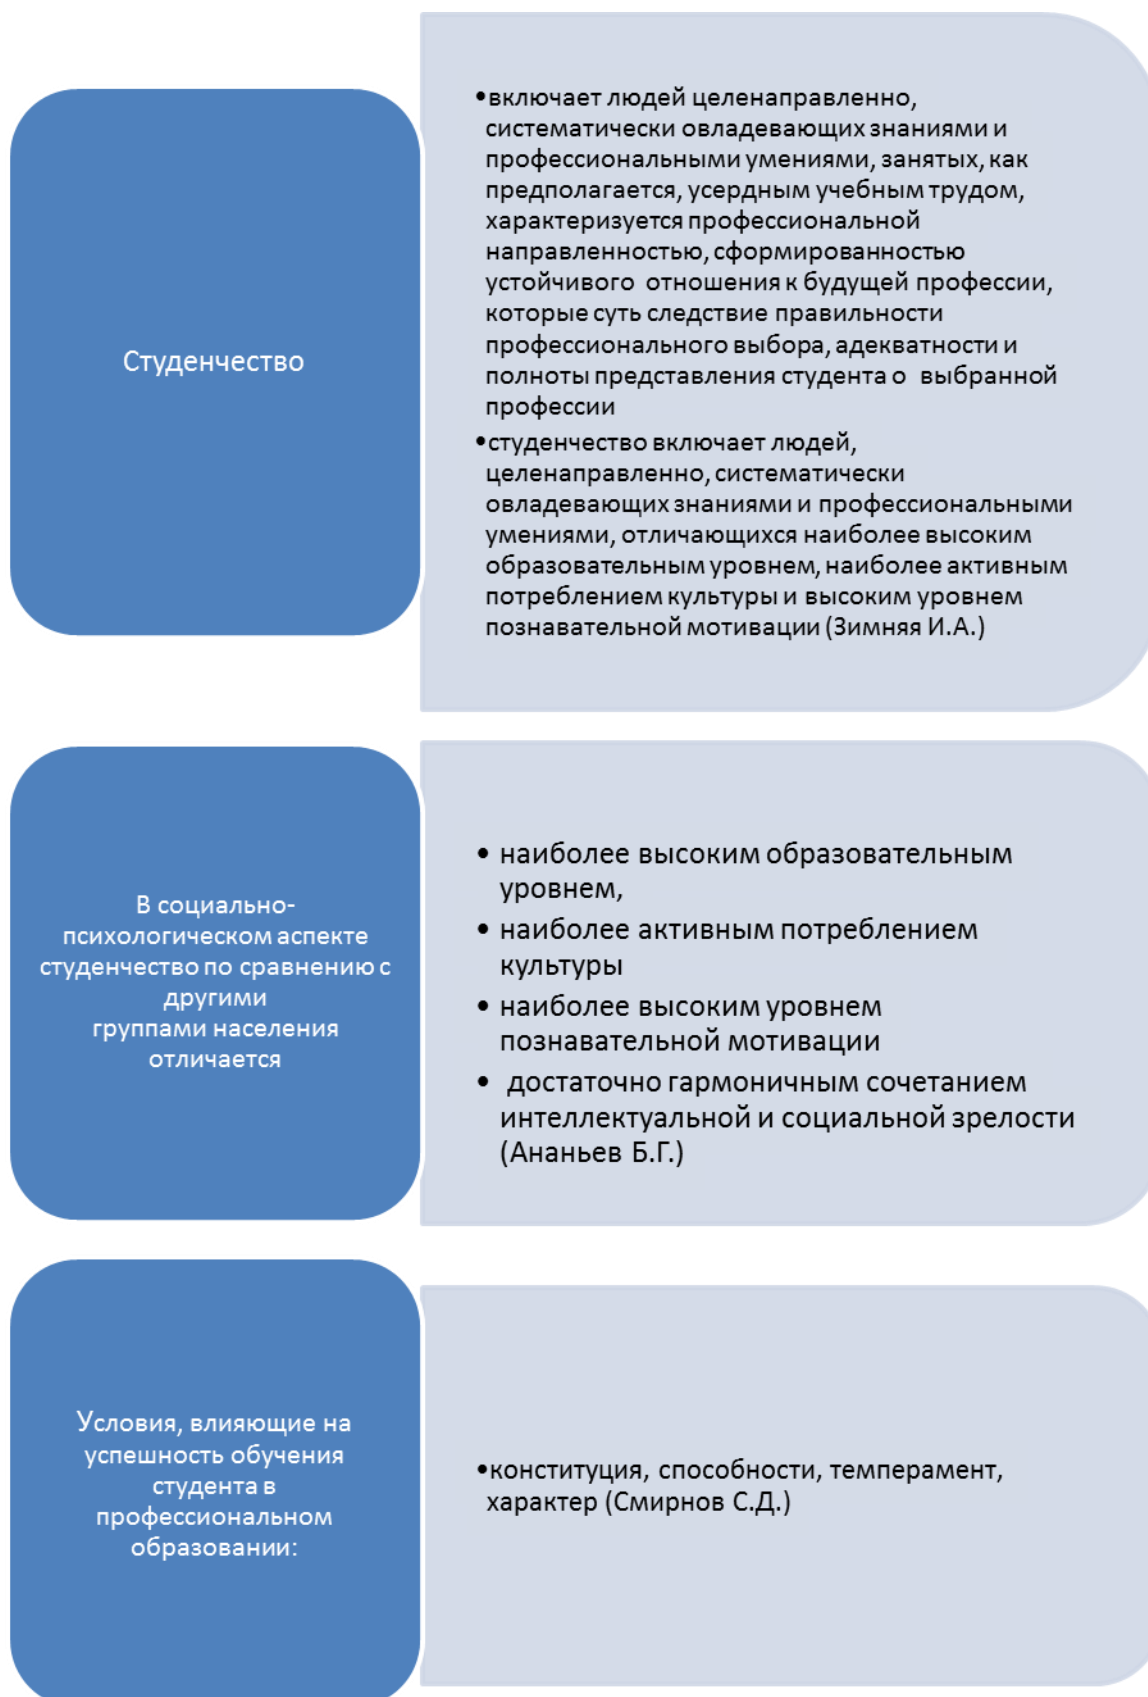 Студенчество
•включает людей целенаправленно,
систематически овладевающих знаниями и
профессиональными умениями, занятых, как
предполагается, усердным учебным трудом,
характеризуется профессиональной
направленностью, сформированностью
устойчивого отношения к будущей профессии,
которые суть следствие правильности
профессионального выбора, адекватности и
полноты представления студента о выбранной
профессии
•студенчество включает людей,
целенаправленно, систематически
овладевающих знаниями и профессиональными
умениями, отличающихся наиболее высоким
образовательным уровнем, наиболее активным
потреблением культуры и высоким уровнем
познавательной мотивации (Зимняя И.А.)
В социально-
психологическом аспекте
студенчество по сравнению с
другими
группами населения
отличается
• наиболее высоким образовательным
уровнем,
• наиболее активным потреблением
культуры
• наиболее высоким уровнем
познавательной мотивации
• достаточно гармоничным сочетанием
интеллектуальной и социальной зрелости
(Ананьев Б.Г.)
Условия, влияющие на
успешность обучения
студента в
профессиональном
образовании:
•конституция, способности, темперамент,
характер (Смирнов С.Д.)